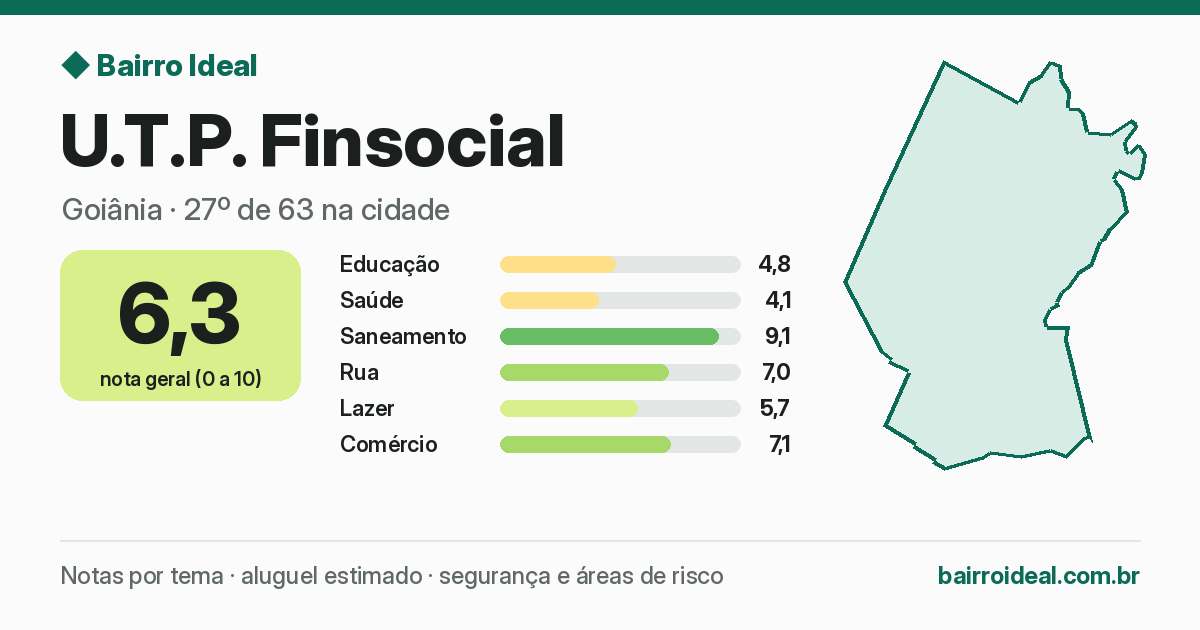 Bairro Ideal
U.T.P. Finsocial
Goiânia · 27º de 63 na cidade
6,3
nota geral (0 a 10)
Educação 4,8
Saúde 4,1
Saneamento 9,1
Rua 7,0
Lazer 5,7
Comércio 7,1
Notas por tema · aluguel estimado · segurança e áreas de risco
bairroideal.com.br